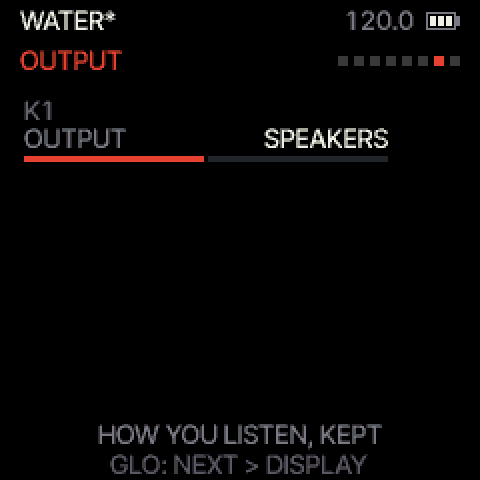 WATER* 120.0
OUTPUT
K1
OUTPUT SPEAKERS
HOW YOU LISTEN, KEPT
GLO: NEXT > DISPLAY